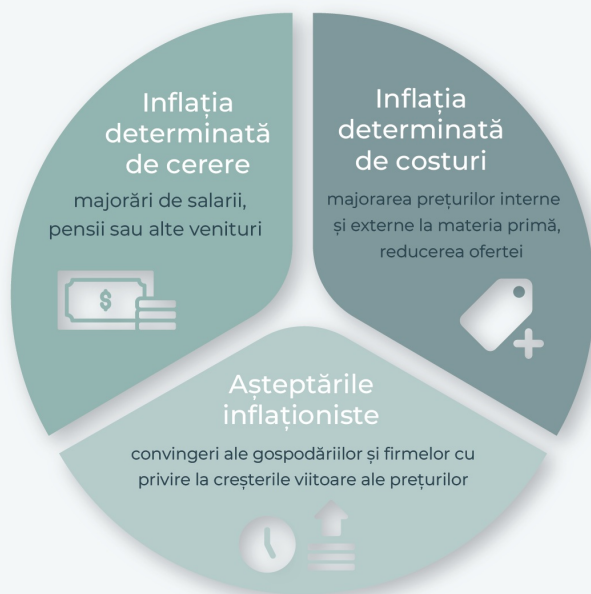 Inflația
determinată
de cerere
majorări de salarii,
pensii sau alte venituri
$
Inflația
determinată
de costuri
majorarea prețurilor interne
și externe la materia primă,
reducerea ofertei
Așteptările
inflaționiste
convingeri ale gospodăriilor și firmelor cu
privire la creșterile viitoare ale prețurilor